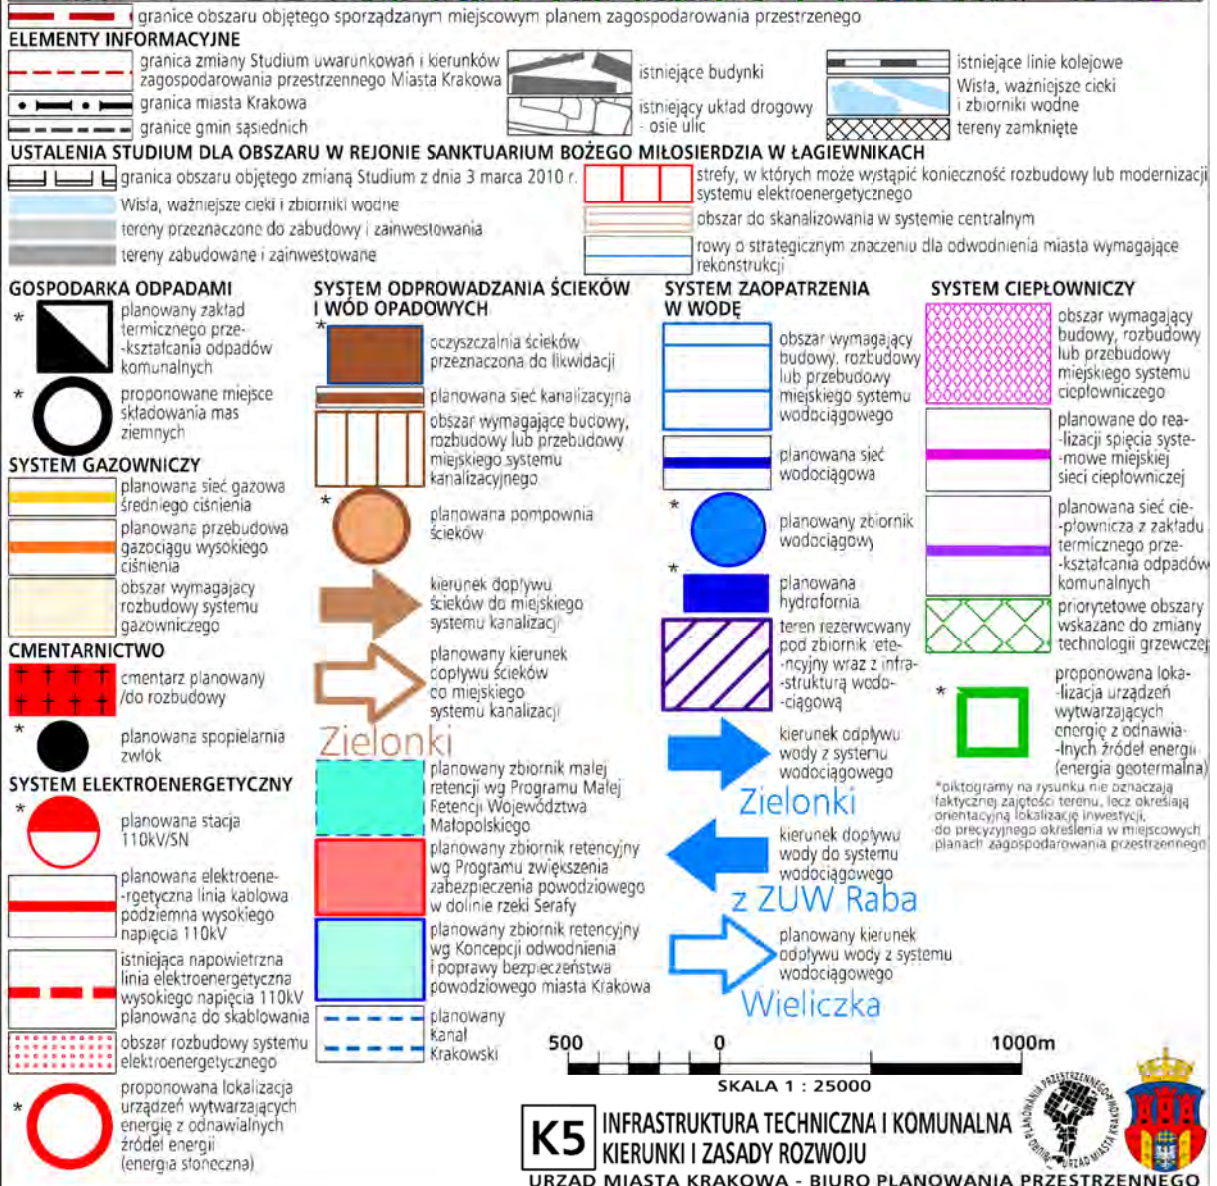 granice obszaru objętego sporządzanym miejscowym planem zagospodarowania przestrzenego
ELEMENTY INFORMACYJNE
granica zmiany Studium uwarunkowań i kierunków
zagospodarowania przestrzennego Miasta Krakowa
granica miasta Krakowa
granice gmin sąsiednich
istniejące budynki
istniejący układ drogowy
- osie ulic
istniejące linie kolejowe
Wisła, ważniejsze cieki
i zbiorniki wodne
tereny zamknięte
USTALENIA STUDIUM DLA OBSZARU W REJONIE SANKTUARIUM BOŻEGO MIŁOSIERDZIA W ŁAGIEWNIKACH
granica obszaru objętego zmianą Studium z dnia 3 marca 2010 r.
Wisła, ważniejsze cieki i zbiorniki wodne
tereny przeznaczone do zabudowy i zainwestowania
tereny zabudowane i zainwestowane
strefy, w których może wystąpić konieczność rozbudowy lub modernizacji
systemu elektroenergetycznego
obszar do skanalizowania w systemie centralnym
rowy o strategicznym znaczeniu dla odwodnienia miasta wymagające
rekonstrukcji
GOSPODARKA ODPADAMI
* planowany zakład
termicznego prze-
-kształcania odpadów
komunalnych
* proponowane miejsce
składowania mas
ziemnych
SYSTEM GAZOWNICZY
planowana sieć gazowa
średniego ciśnienia
planowana przebudowa
gazociągu wysokiego
ciśnienia
obszar wymagajacy
rozbudowy systemu
gazowniczego
CMENTARNICTWO
cmentarz planowany
/do rozbudowy
* planowana spopielarnia
zwłok
SYSTEM ELEKTROENERGETYCZNY
* planowana stacja
110kV/SN
planowana elektroene-
-rgetyczna linia kablowa
podziemna wysokiego
napięcia 110kV
istniejąca napowietrzna
linia elektroenergetyczna
wysokiego napięcia 110kV
planowana do skablowania
obszar rozbudowy systemu
elektroenergetycznego
* proponowana lokalizacja
urządzeń wytwarzających
energię z odnawialnych
źródeł energii
(energia słoneczna)
SYSTEM ODPROWADZANIA ŚCIEKÓW
I WÓD OPADOWYCH
* oczyszczalnia ścieków
przeznaczona do likwidacji
planowana sieć kanalizacyjna
obszar wymagające budowy,
rozbudowy lub przebudowy
miejskiego systemu
kanalizacyjnego
* planowana pompownia
ścieków
kierunek dopływu
ścieków do miejskiego
systemu kanalizacji
planowany kierunek
dopływu ścieków
do miejskiego
systemu kanalizacji
Zielonki
planowany zbiornik małej
retencji wg Programu Małej
Retencji Województwa
Małopolskiego
planowany zbiornik retencyjny
wg Programu zwiększenia
zabezpieczenia powodziowego
w dolinie rzeki Serafy
planowany zbiornik retencyjny
wg Koncepcji odwodnienia
i poprawy bezpieczeństwa
powodziowego miasta Krakowa
planowany
Kanał
Krakowski
SYSTEM ZAOPATRZENIA
W WODĘ
obszar wymagający
budowy, rozbudowy
lub przebudowy
miejskiego systemu
wodociągowego
planowana sieć
wodociągowa
* planowany zbiornik
wodociągowy
* planowana
hydrofornia
teren rezerwowany
pod zbiornik rete-
-ncyjny wraz z infra-
-strukturą wodo-
-ciągową
kierunek odpływu
wody z systemu
wodociągowego
Zielonki
kierunek dopływu
wody do systemu
wodociągowego
z ZUW Raba
planowany kierunek
odpływu wody z systemu
wodociągowego
Wieliczka
SYSTEM CIEPŁOWNICZY
obszar wymagający
budowy, rozbudowy
lub przebudowy
miejskiego systemu
ciepłowniczego
planowane do rea-
-lizacji spięcia syste-
-mowe miejskiej
sieci ciepłowniczej
planowana sieć cie-
-płownicza z zakładu
termicznego prze-
-kształcania odpadów
komunalnych
priorytetowe obszary
wskazane do zmiany
technologii grzewczej
* proponowana loka-
-lizacja urządzeń
wytwarzających
energię z odnawia-
-lnych źródeł energii
(energia geotermalna)
*piktogramy na rysunku nie oznaczają
faktycznej zajętości terenu, lecz określają
orientacyjną lokalizację inwestycji,
do precyzyjnego określenia w miejscowych
planach zagospodarowania przestrzennego
500 0 1000m
SKALA 1 : 25000
K5 INFRASTRUKTURA TECHNICZNA I KOMUNALNA
KIERUNKI I ZASADY ROZWOJU
BIURO PLANOWANIA PRZESTRZENNEGO
URZĄD MIASTA KRAKOWA
URZĄD MIASTA KRAKOWA - BIURO PLANOWANIA PRZESTRZENNEGO